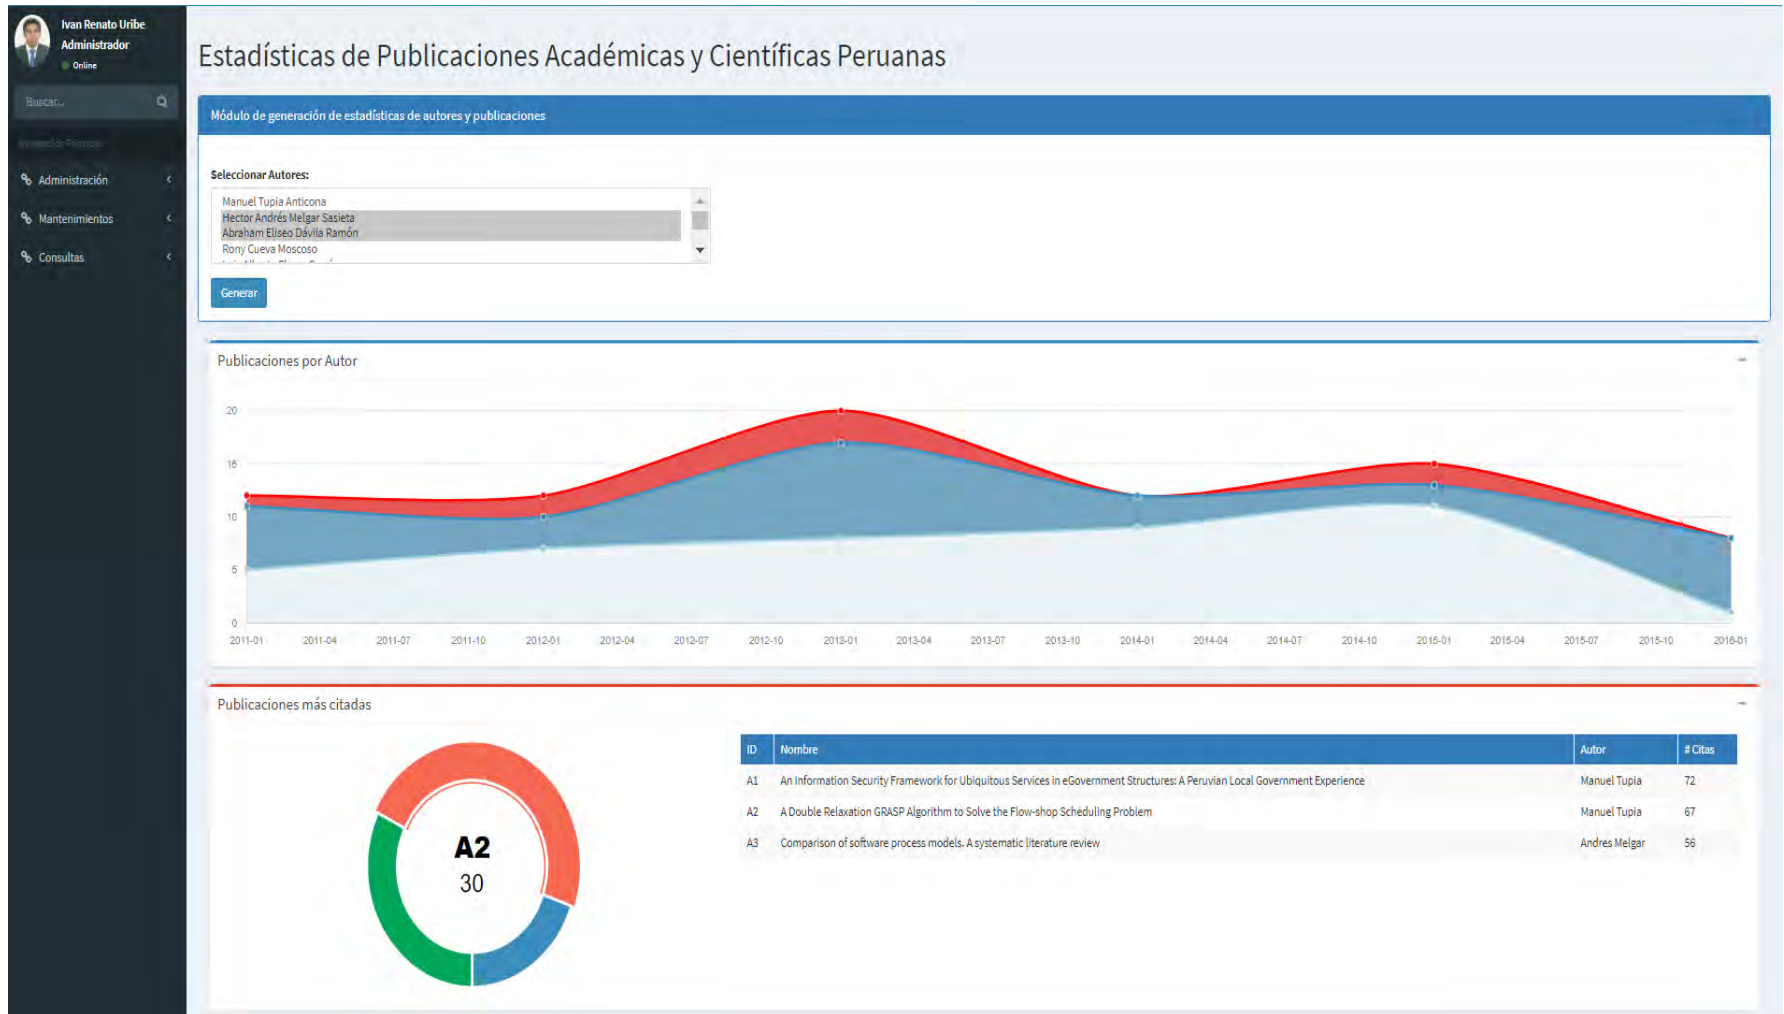 Ivan Renato Uribe
Administrador
Online
Buscar...
Administración
Mantenimientos
Consultas
Estadísticas de Publicaciones Académicas y Científicas Peruanas
Módulo de generación de estadísticas de autores y publicaciones
Seleccionar Autores:
Manuel Tupia Anticona
Hector Andrés Melgar Sasieta
Abraham Eliseo Dávila Ramón
Rony Cueva Moscoso
Generar
Publicaciones por Autor
20
15
10
5
0
2011-01 2011-04 2011-07 2011-10 2012-01 2012-04 2012-07 2012-10 2013-01 2013-04 2013-07 2013-10 2014-01 2014-04 2014-07 2014-10 2015-01 2015-04 2015-07 2015-10 2016-01
Publicaciones más citadas
A2
30
ID Nombre Autor # Citas
A1 An Information Security Framework for Ubiquitous Services in eGovernment Structures: A Peruvian Local Government Experience Manuel Tupia 72
A2 A Double Relaxation GRASP Algorithm to Solve the Flow-shop Scheduling Problem Manuel Tupia 67
A3 Comparison of software process models. A systematic literature review Andres Melgar 56